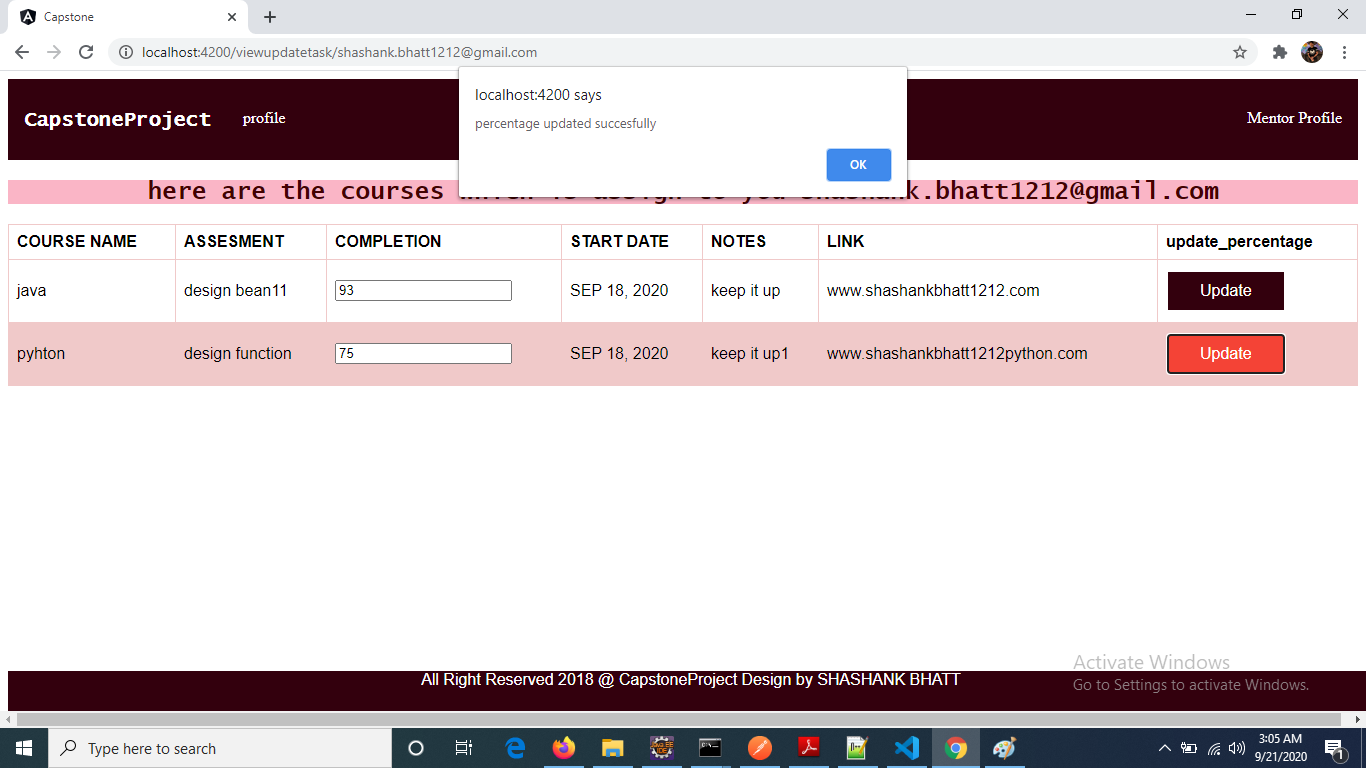 Capstone
localhost:4200/viewupdatetask/shashank.bhatt1212@gmail.com
localhost:4200 says
percentage updated succesfully
OK
CapstoneProject profile Mentor Profile
here are the courses shashank.bhatt1212@gmail.com
COURSE NAME ASSESMENT COMPLETION START DATE NOTES LINK update_percentage
java design bean11 93 SEP 18, 2020 keep it up www.shashankbhatt1212.com Update
pyhton design function 75 SEP 18, 2020 keep it up1 www.shashankbhatt1212python.com Update
Activate Windows
Go to Settings to activate Windows.
All Right Reserved 2018 @ CapstoneProject Design by SHASHANK BHATT
Type here to search
3:05 AM
9/21/2020
1